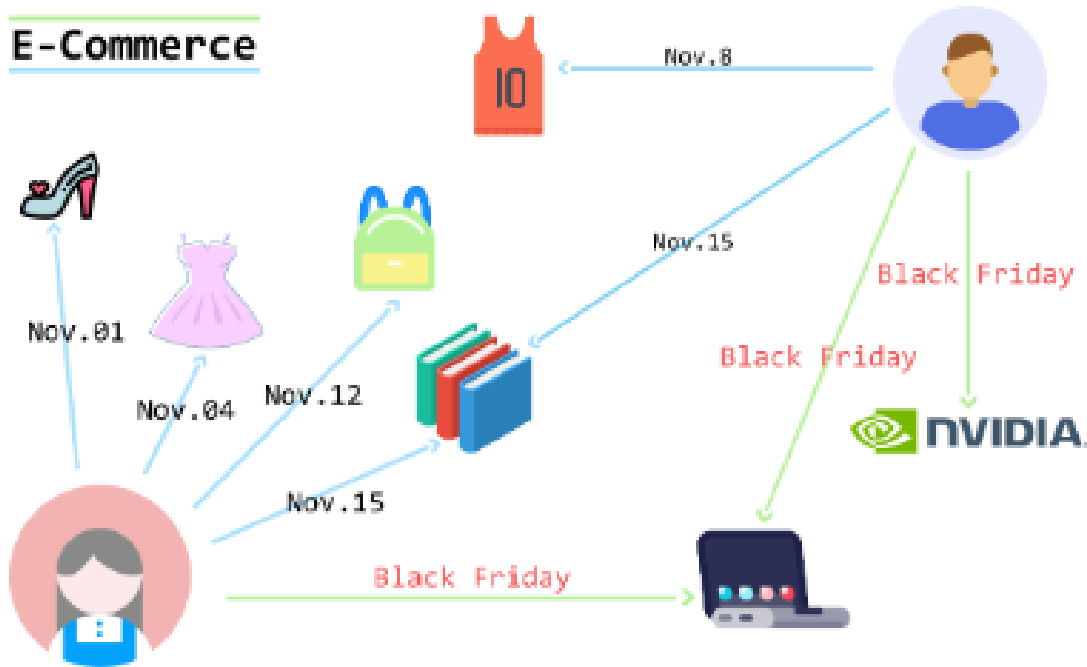 E-Commerce
Nov.8
10
Nov.15
Black Friday
Nov.01
Black Friday
Nov.04
Nov.12
NVIDIA.
Nov.15
Black Friday